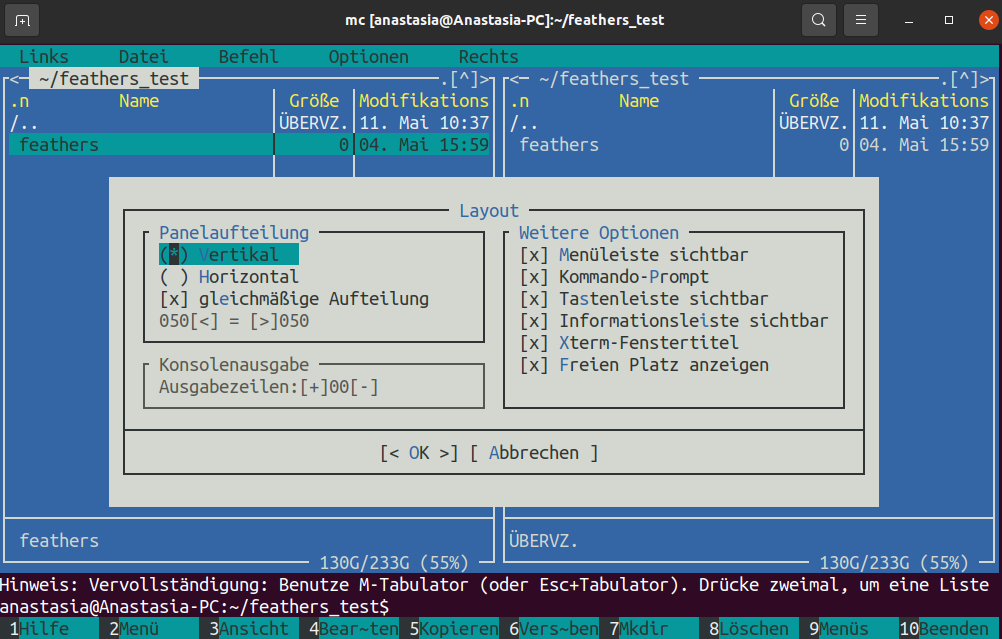 mc [anastasia@Anastasia-PC]:~/feathers_test
Links Datei Befehl Optionen Rechts
<- ~/feathers_test .[^]> <- ~/feathers_test .[^]>
.n Name Größe Modifikations .n Name Größe Modifikations
/.. ÜBERVZ. 11. Mai 10:37 /.. ÜBERVZ. 11. Mai 10:37
feathers 0 04. Mai 15:59 feathers 0 04. Mai 15:59
Layout
Panelaufteilung
(*) Vertikal
( ) Horizontal
[x] gleichmäßige Aufteilung
050[<] = [>]050
Konsolenausgabe
Ausgabezeilen:[+]00[-]
Weitere Optionen
[x] Menüleiste sichtbar
[x] Kommando-Prompt
[x] Tastenleiste sichtbar
[x] Informationsleiste sichtbar
[x] Xterm-Fenstertitel
[x] Freien Platz anzeigen
[< OK >] [ Abbrechen ]
feathers ÜBERVZ.
130G/233G (55%) 130G/233G (55%)
Hinweis: Vervollständigung: Benutze M-Tabulator (oder Esc+Tabulator). Drücke zweimal, um eine Liste
anastasia@Anastasia-PC:~/feathers_test$
1Hilfe 2Menü 3Ansicht 4Bear~ten 5Kopieren 6Vers~ben 7Mkdir 8Löschen 9Menüs 10Beenden